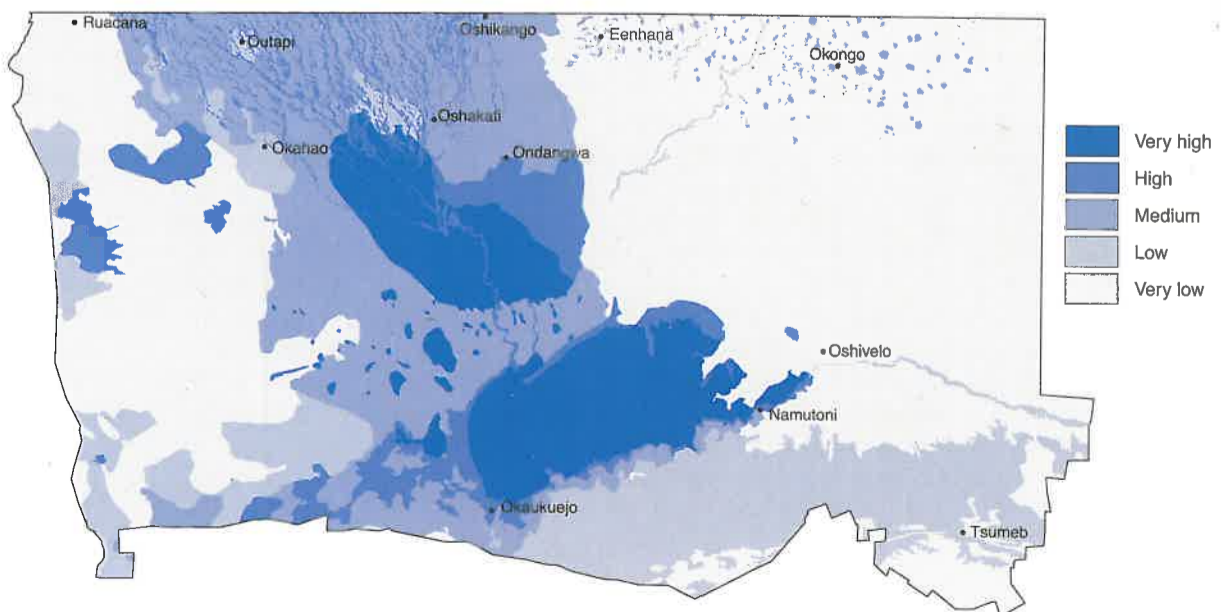 Ruacana
Oshikango
Outapi
Eenhana
Okongo
Oshakati
Okahao
Ondangwa
Oshivelo
Namutoni
Okaukuejo
Tsumeb
Very high
High
Medium
Low
Very low